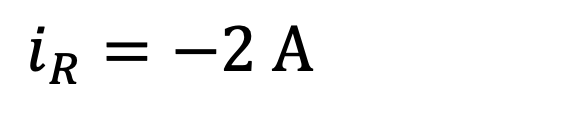 i_R = −2 A